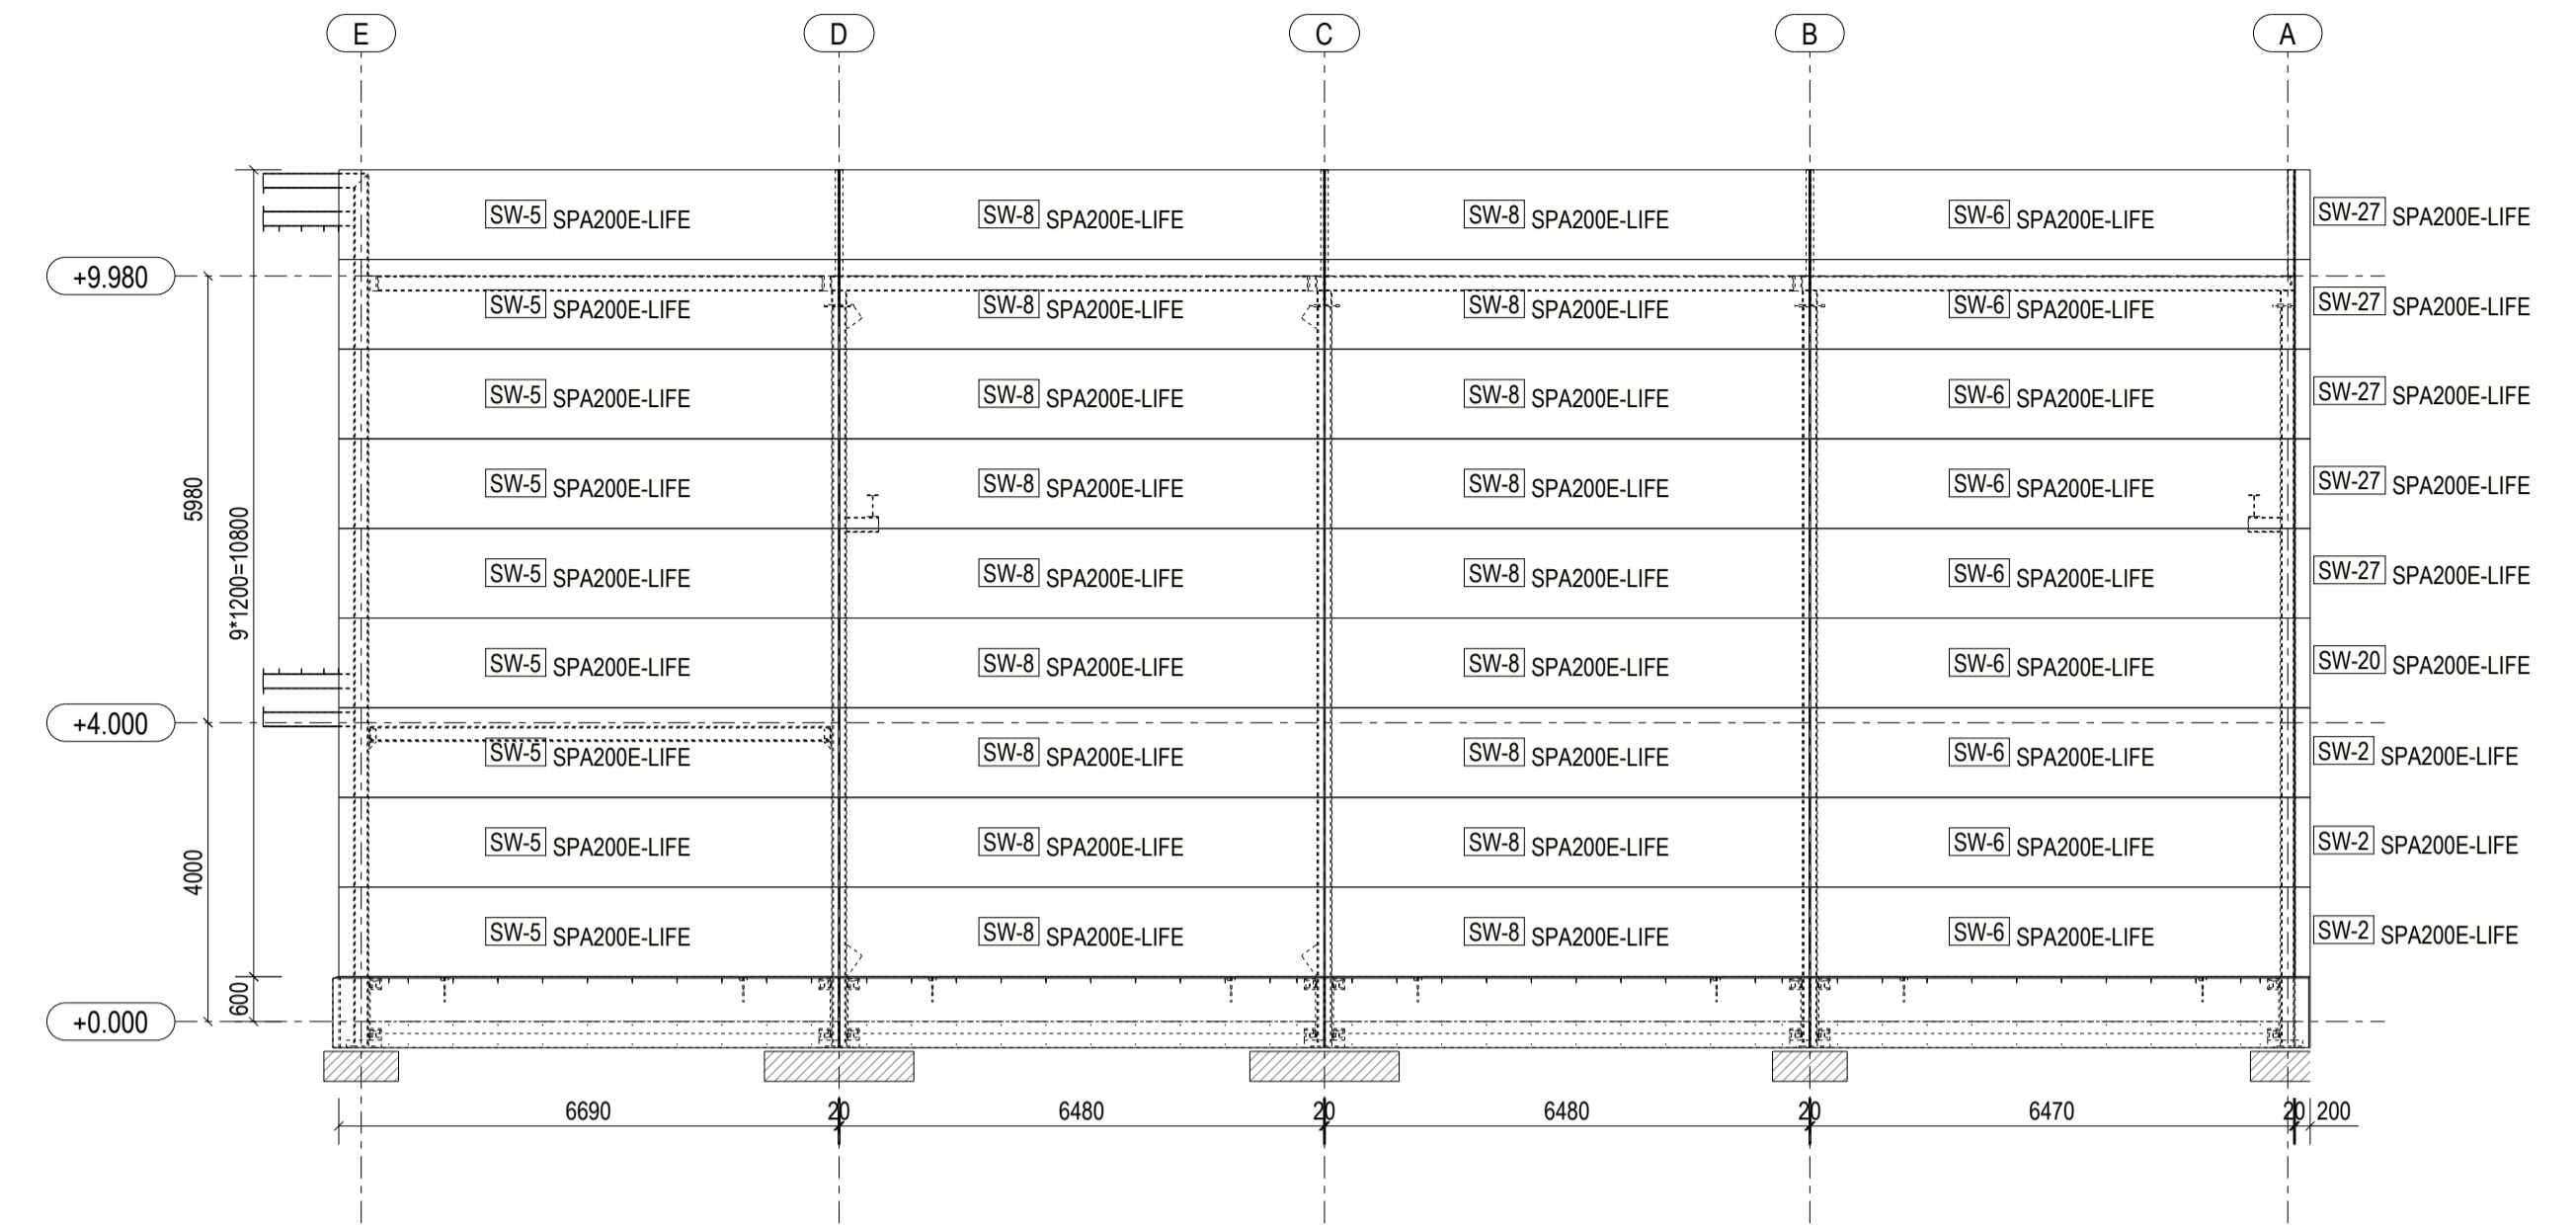 E D C B A
SW-5 SPA200E-LIFE SW-8 SPA200E-LIFE SW-8 SPA200E-LIFE SW-6 SPA200E-LIFE SW-27 SPA200E-LIFE
+9.980
SW-5 SPA200E-LIFE SW-8 SPA200E-LIFE SW-8 SPA200E-LIFE SW-6 SPA200E-LIFE SW-27 SPA200E-LIFE
SW-5 SPA200E-LIFE SW-8 SPA200E-LIFE SW-8 SPA200E-LIFE SW-6 SPA200E-LIFE SW-27 SPA200E-LIFE
5980
SW-5 SPA200E-LIFE SW-8 SPA200E-LIFE SW-8 SPA200E-LIFE SW-6 SPA200E-LIFE SW-27 SPA200E-LIFE
9*1200=10800
SW-5 SPA200E-LIFE SW-8 SPA200E-LIFE SW-8 SPA200E-LIFE SW-6 SPA200E-LIFE SW-27 SPA200E-LIFE
SW-5 SPA200E-LIFE SW-8 SPA200E-LIFE SW-8 SPA200E-LIFE SW-6 SPA200E-LIFE SW-20 SPA200E-LIFE
+4.000
SW-5 SPA200E-LIFE SW-8 SPA200E-LIFE SW-8 SPA200E-LIFE SW-6 SPA200E-LIFE SW-2 SPA200E-LIFE
SW-5 SPA200E-LIFE SW-8 SPA200E-LIFE SW-8 SPA200E-LIFE SW-6 SPA200E-LIFE SW-2 SPA200E-LIFE
4000
SW-5 SPA200E-LIFE SW-8 SPA200E-LIFE SW-8 SPA200E-LIFE SW-6 SPA200E-LIFE SW-2 SPA200E-LIFE
600
+0.000
6690 20 6480 20 6480 20 6470 20 200